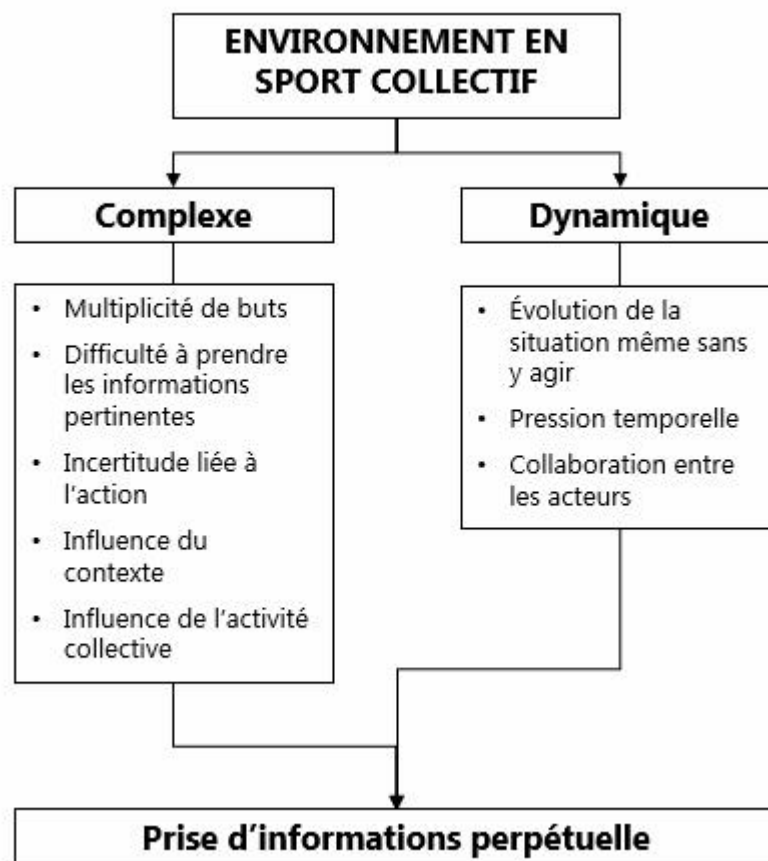 ENVIRONNEMENT EN
SPORT COLLECTIF
Complexe
Dynamique
• Multiplicité de buts
• Difficulté à prendre
les informations
pertinentes
• Incertitude liée à
l'action
• Influence du
contexte
• Influence de l'activité
collective
• Évolution de la
situation même sans
y agir
• Pression temporelle
• Collaboration entre
les acteurs
Prise d'informations perpétuelle